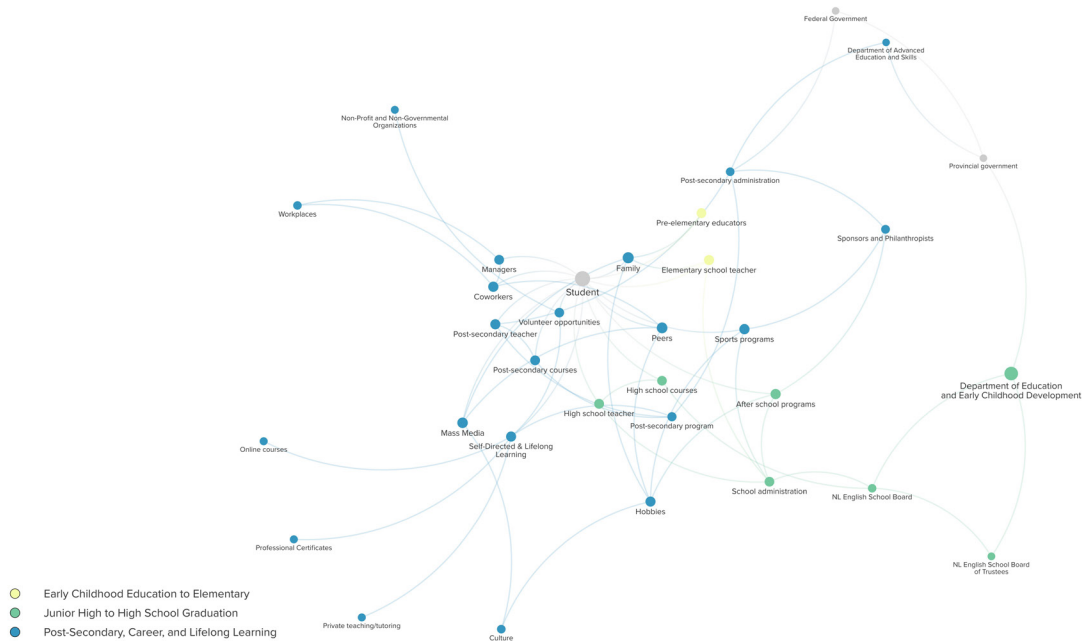 Federal Government
Department of Advanced
Education and Skills
Non-Profit and Non-Governmental
Organizations
Provincial government
Post-secondary administration
Workplaces
Pre-elementary educators
Sponsors and Philanthropists
Managers
Family
Elementary school teacher
Student
Coworkers
Volunteer opportunities
Post-secondary teacher
Peers
Sports programs
Post-secondary courses
High school courses
Department of Education
and Early Childhood Development
After school programs
High school teacher
Post-secondary program
Mass Media
Self-Directed & Lifelong
Learning
Online courses
School administration
NL English School Board
Hobbies
Professional Certificates
NL English School Board
of Trustees
Early Childhood Education to Elementary
Junior High to High School Graduation
Post-Secondary, Career, and Lifelong Learning
Private teaching/tutoring
Culture